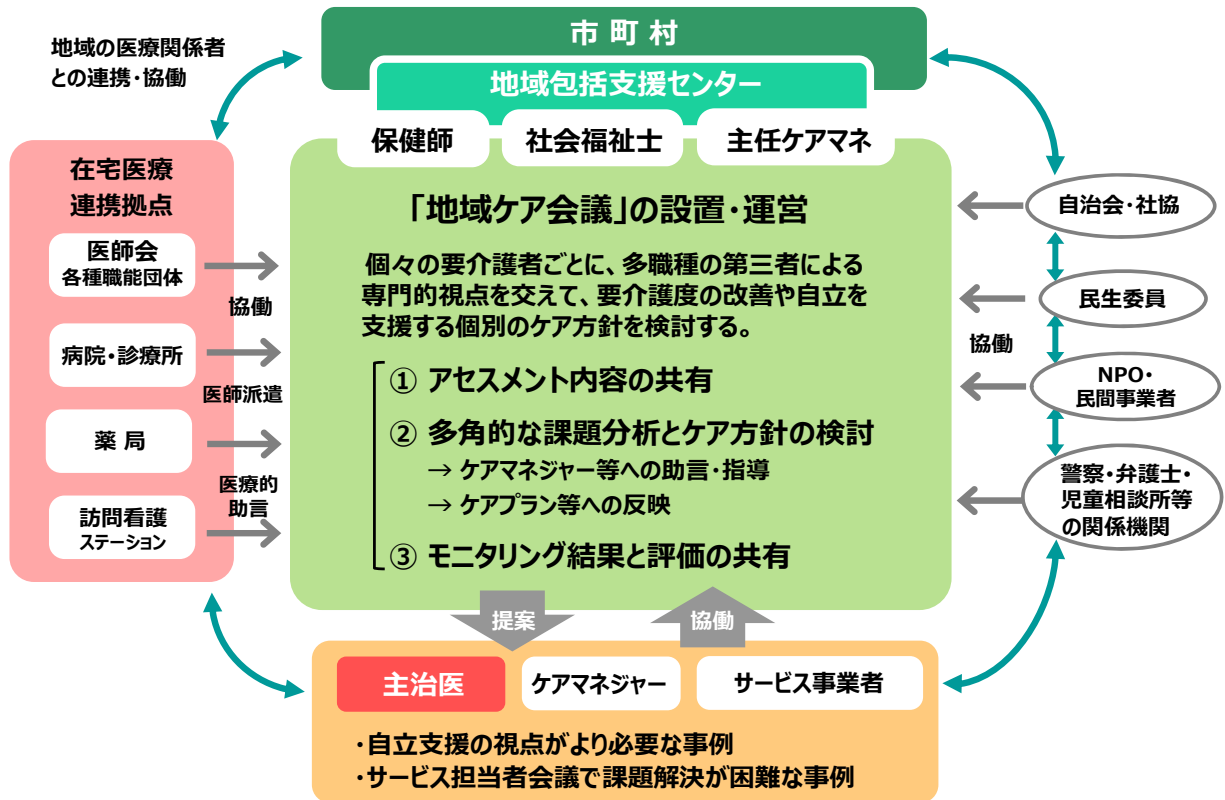 地域の医療関係者
との連携・協働
市 町 村
地域包括支援センター
保健師
社会福祉士
主任ケアマネ
在宅医療
連携拠点
医師会
各種職能団体
病院・診療所
薬 局
訪問看護
ステーション
協働
医師派遣
医療的
助言
「地域ケア会議」の設置・運営
個々の要介護者ごとに、多職種の第三者による
専門的視点を交えて、要介護度の改善や自立を
支援する個別のケア方針を検討する。
① アセスメント内容の共有
② 多角的な課題分析とケア方針の検討
→ ケアマネジャー等への助言・指導
→ ケアプラン等への反映
③ モニタリング結果と評価の共有
協働
自治会・社協
民生委員
NPO・
民間事業者
警察・弁護士・
児童相談所等
の関係機関
提案
協働
主治医
ケアマネジャー
サービス事業者
・自立支援の視点がより必要な事例
・サービス担当者会議で課題解決が困難な事例